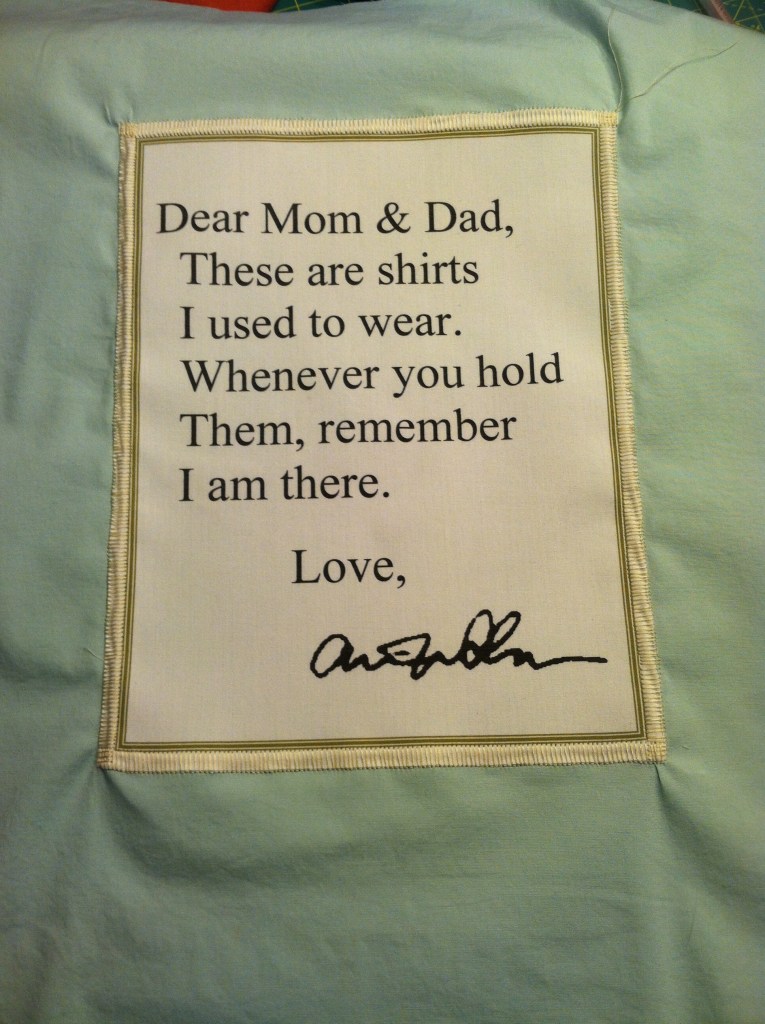 Dear Mom & Dad,
These are shirts
I used to wear.
Whenever you hold
Them, remember
I am there.
Love,